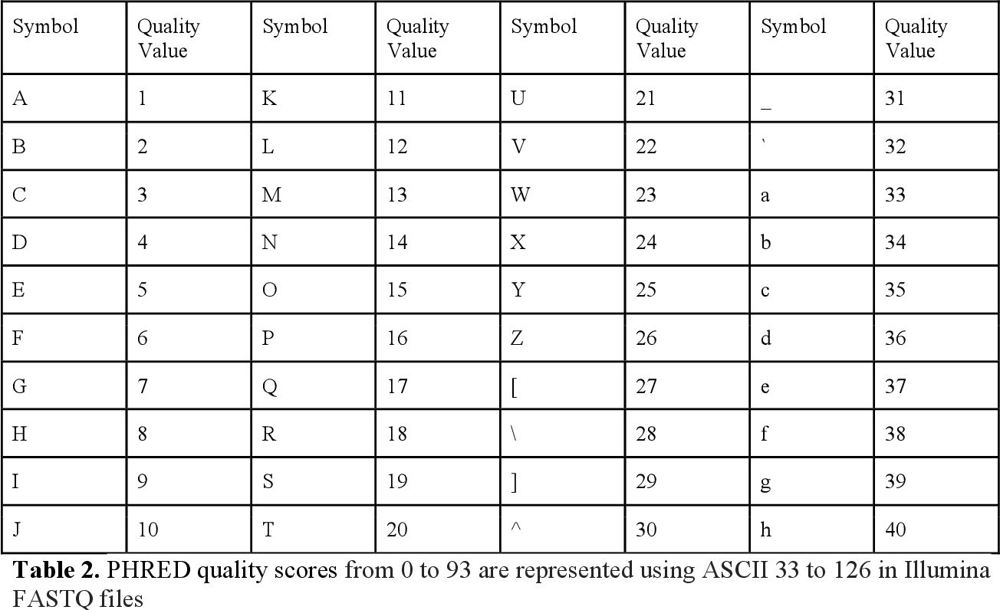 Symbol Quality Value Symbol Quality Value Symbol Quality Value Symbol Quality Value
A 1 K 11 U 21 _ 31
B 2 L 12 V 22 ` 32
C 3 M 13 W 23 a 33
D 4 N 14 X 24 b 34
E 5 O 15 Y 25 c 35
F 6 P 16 Z 26 d 36
G 7 Q 17 [ 27 e 37
H 8 R 18 \ 28 f 38
I 9 S 19 ] 29 g 39
J 10 T 20 ^ 30 h 40
Table 2. PHRED quality scores from 0 to 93 are represented using ASCII 33 to 126 in Illumina
FASTQ files